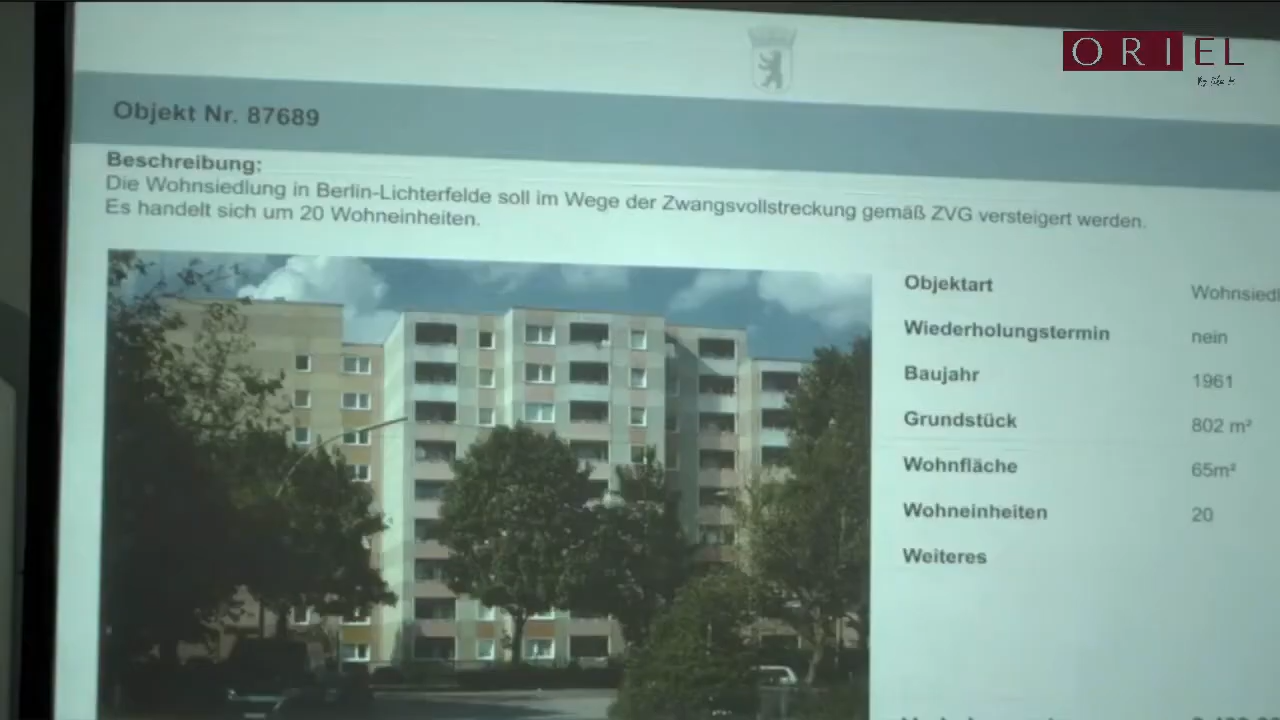 ORIEL
Objekt Nr. 87689
Beschreibung:
Die Wohnsiedlung in Berlin-Lichterfelde soll im Wege der Zwangsvollstreckung gemäß ZVG versteigert werden.
Es handelt sich um 20 Wohneinheiten.
Objektart
Wiederholungstermin nein
Baujahr 1961
Grundstück 802 m²
Wohnfläche 65m²
Wohneinheiten 20
Weiteres